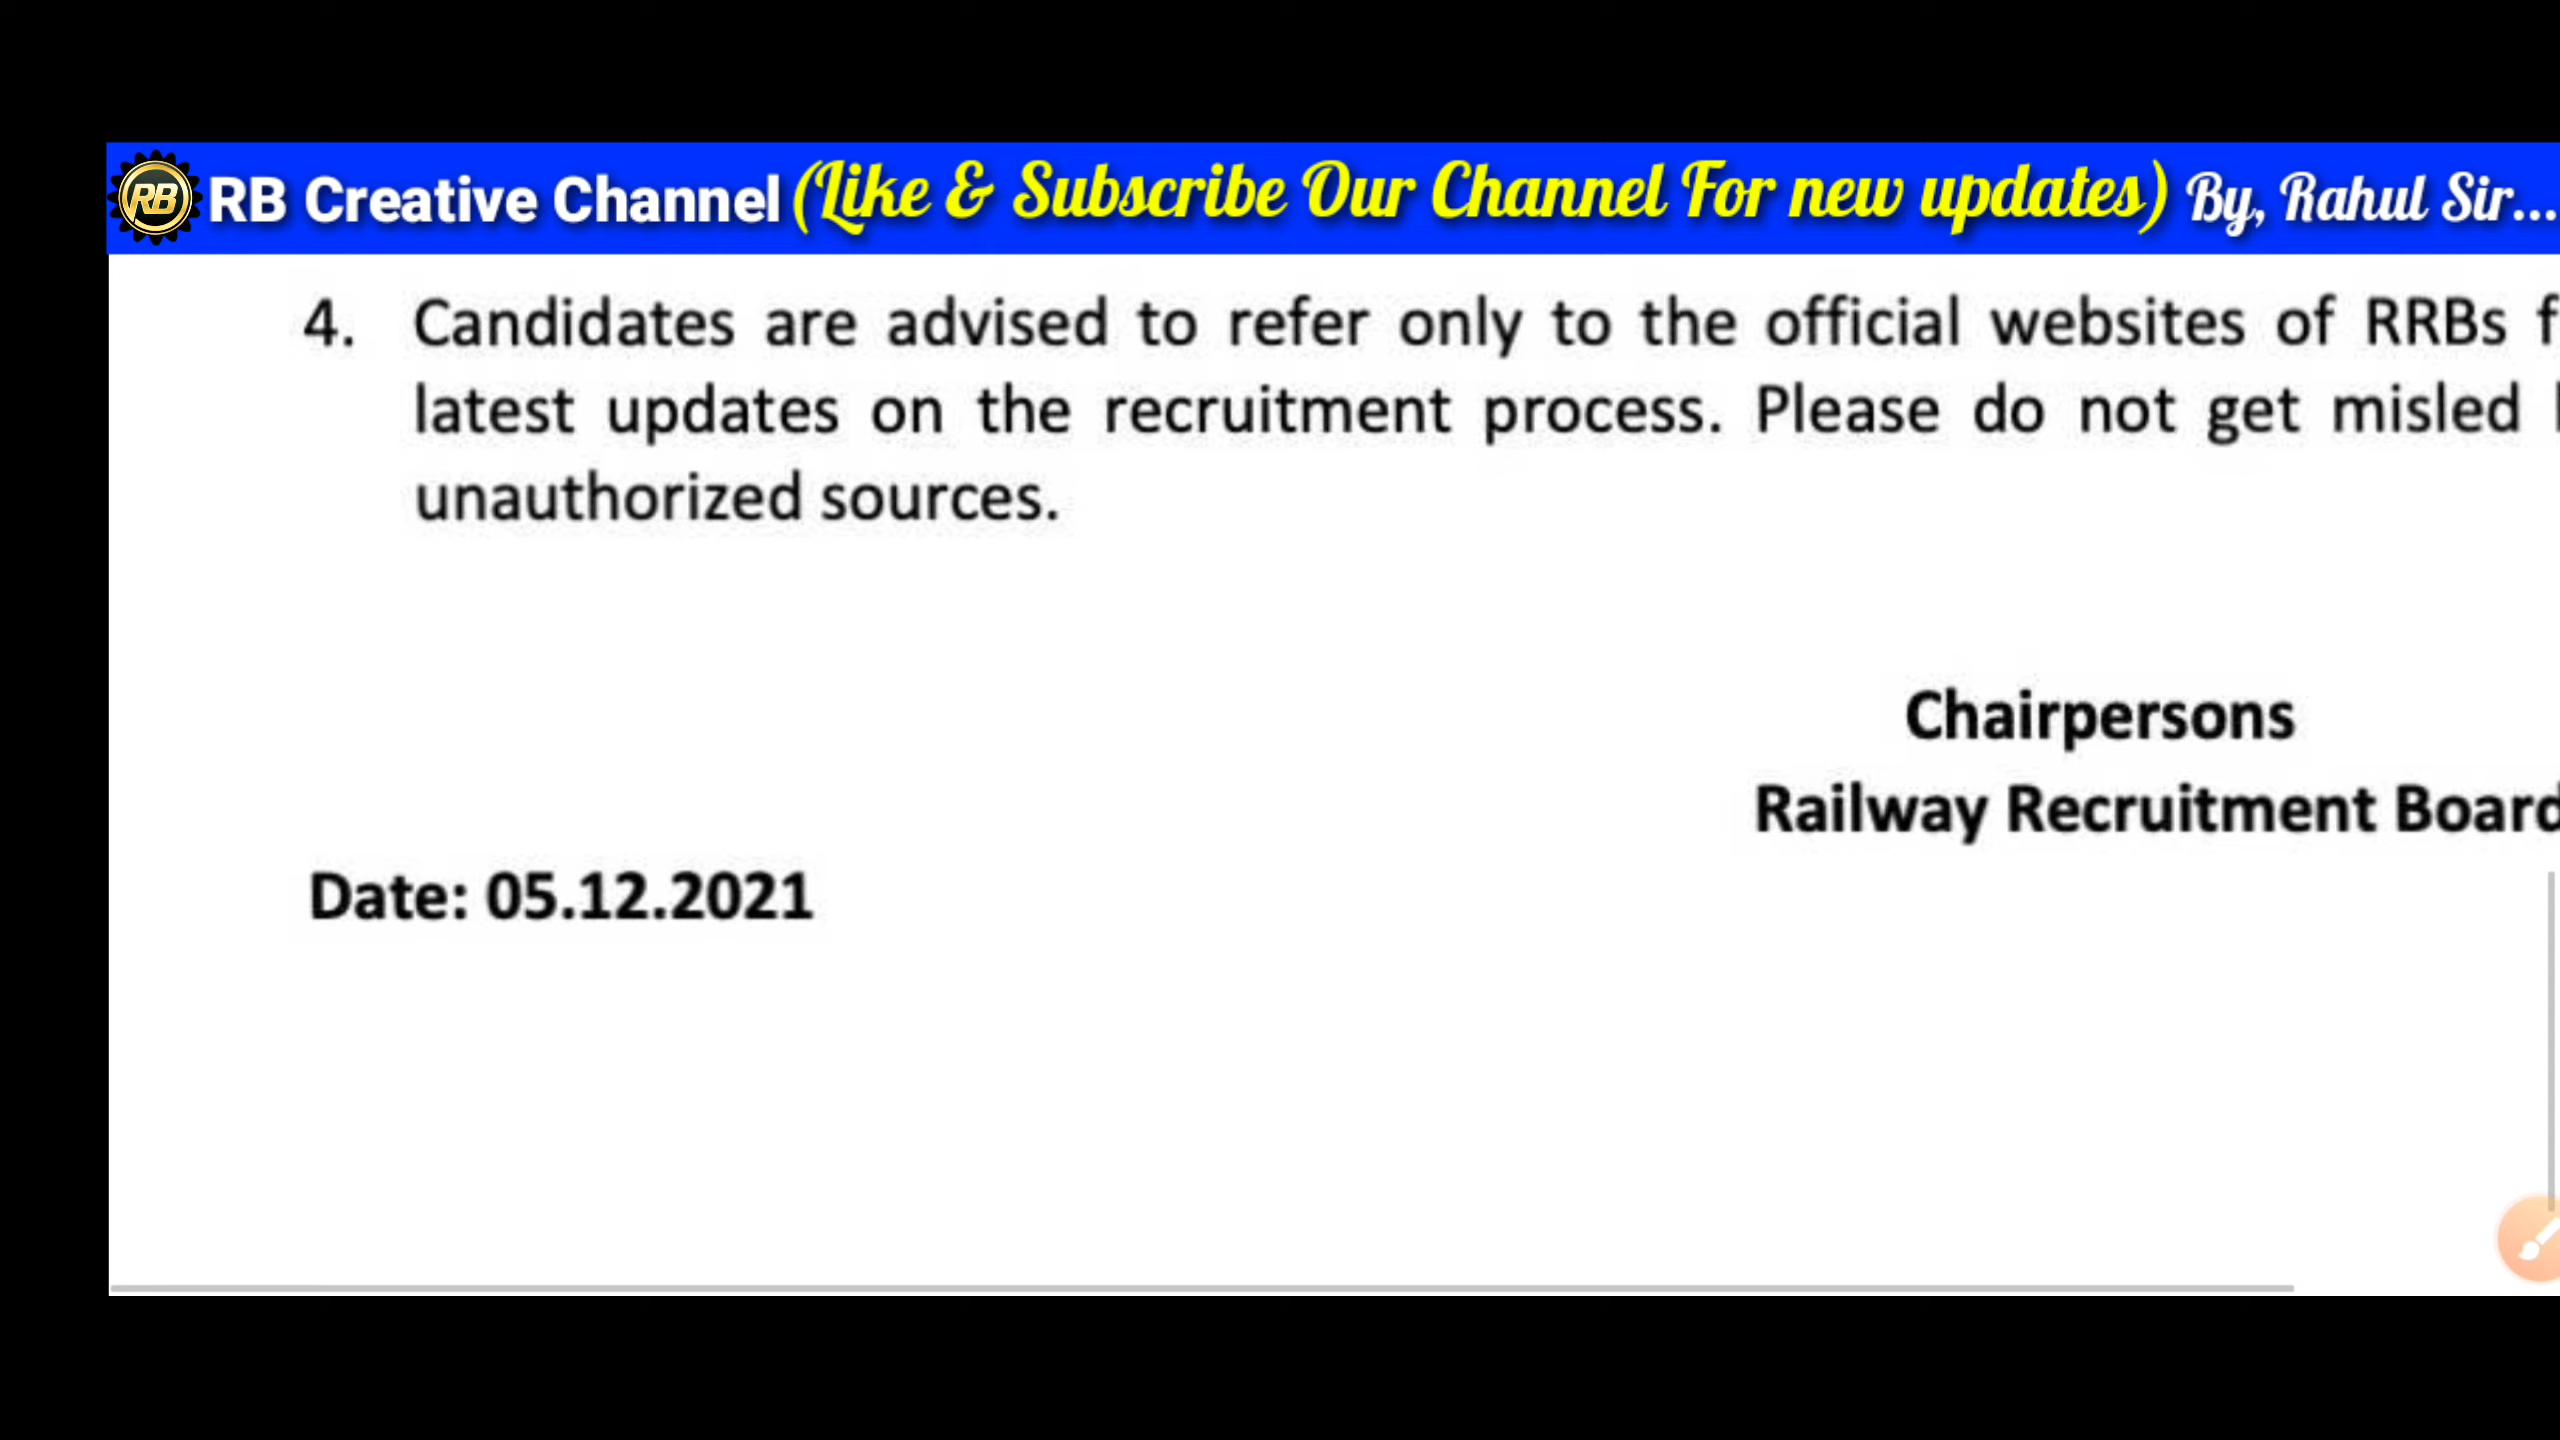 RB RB Creative Channel (Like & Subscribe Our Channel For new updates) By, Rahul Sir...
4. Candidates are advised to refer only to the official websites of RRBs
latest updates on the recruitment process. Please do not get misled
unauthorized sources.
Chairpersons
Railway Recruitment Board
Date: 05.12.2021